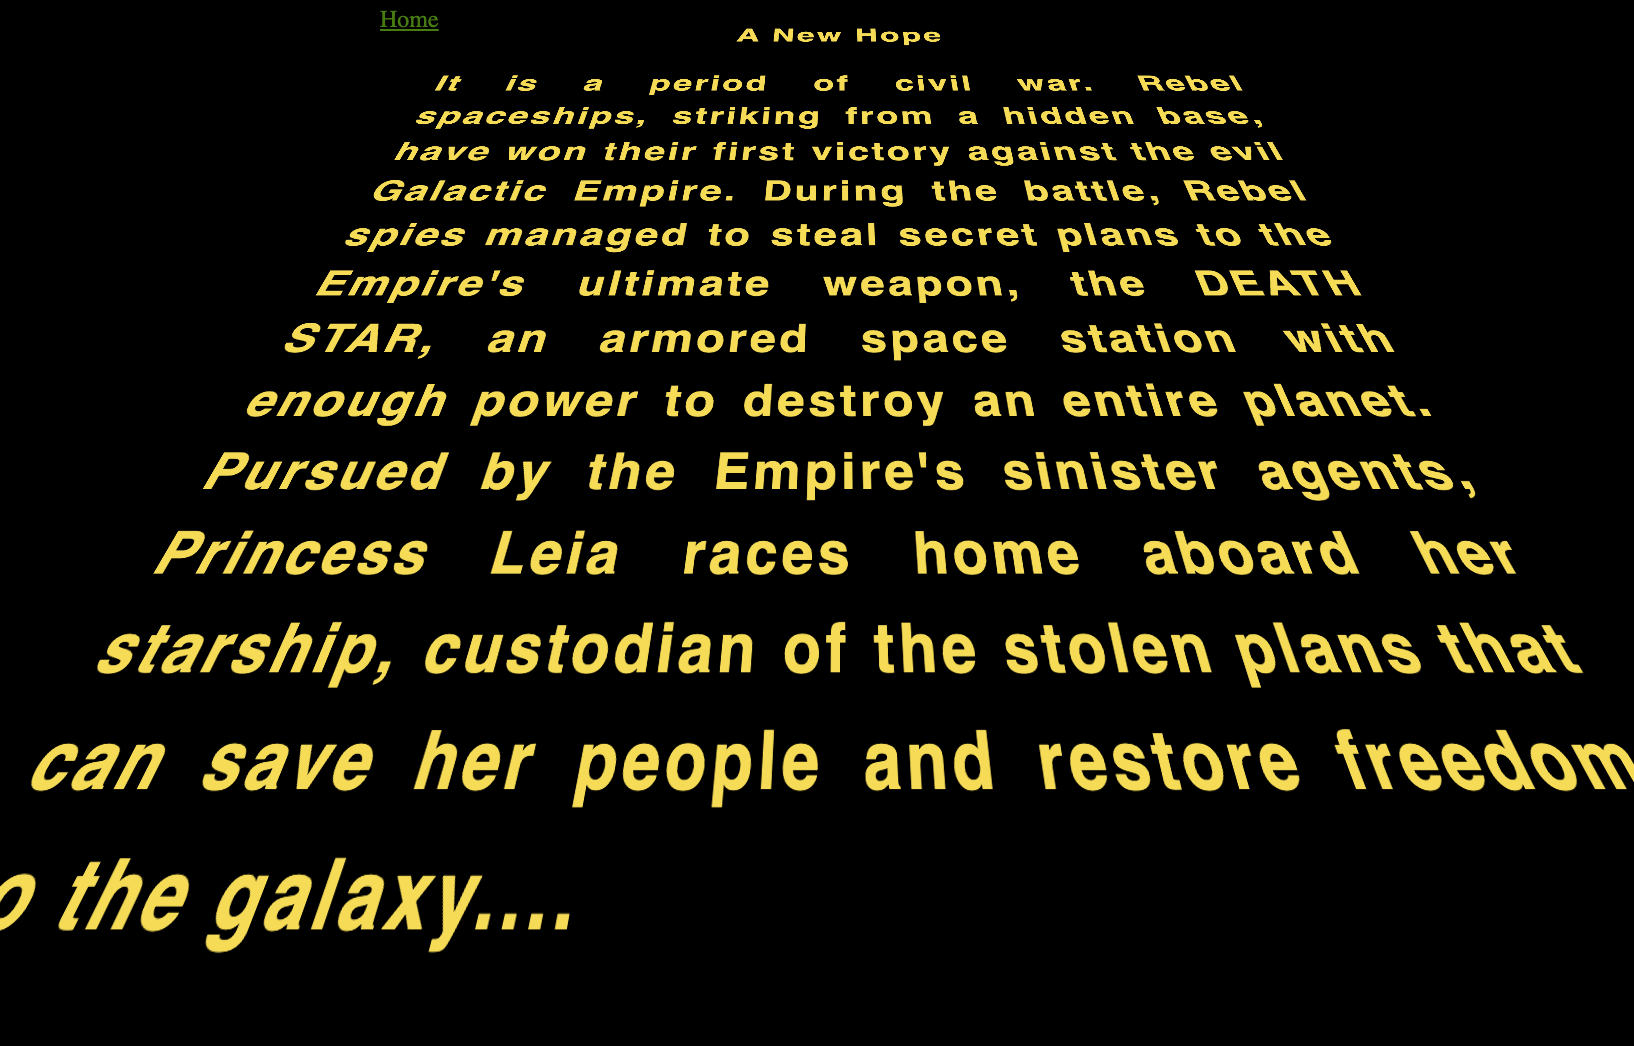 Home
A New Hope
It is a period of civil war. Rebel
spaceships, striking from a hidden base,
have won their first victory against the evil
Galactic Empire. During the battle, Rebel
spies managed to steal secret plans to the
Empire's ultimate weapon, the DEATH
STAR, an armored space station with
enough power to destroy an entire planet.
Pursued by the Empire's sinister agents,
Princess Leia races home aboard her
starship, custodian of the stolen plans that
can save her people and restore freedom
o the galaxy....